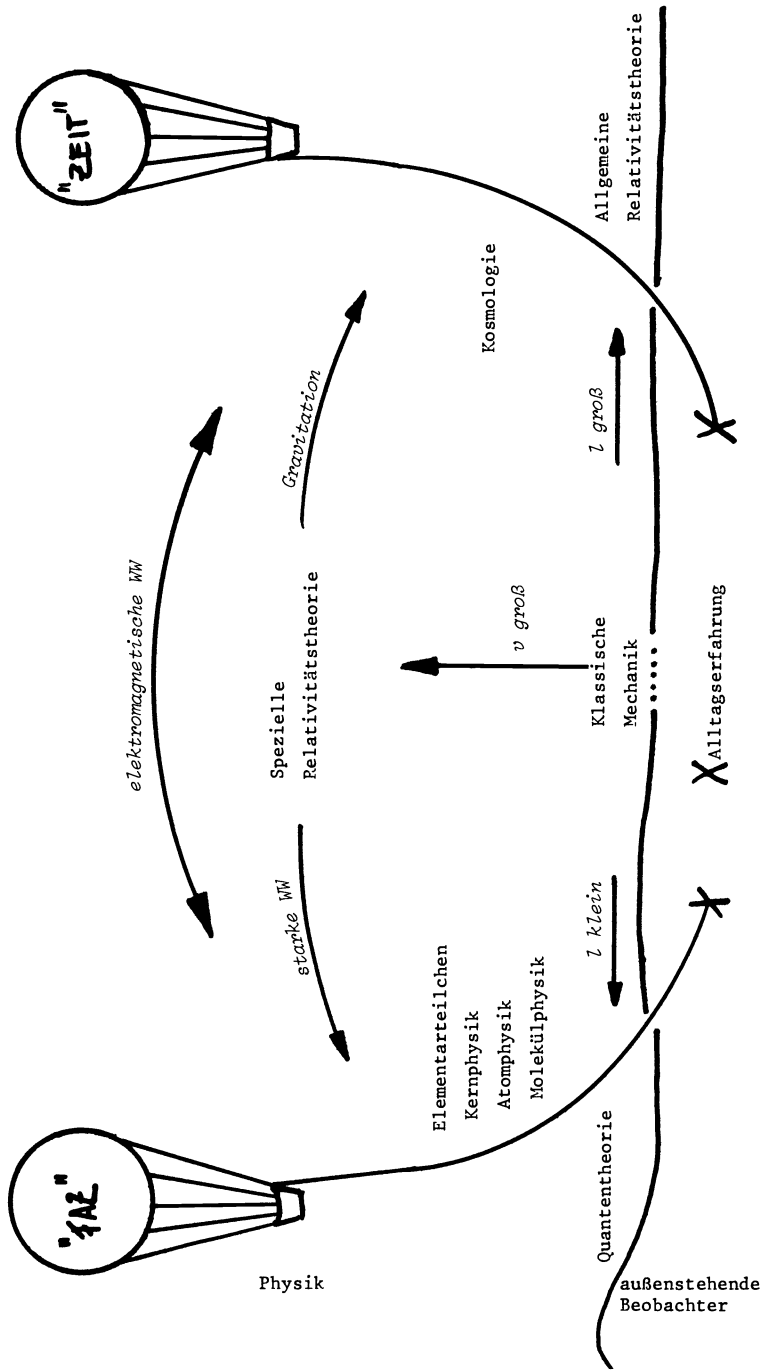 "FAZ"
"ZEIT"
elektromagnetische WW
starke WW
Spezielle
Relativitätstheorie
Gravitation
Elementarteilchen
Kernphysik
Atomphysik
Molekülphysik
v groß
Kosmologie
Quantentheorie
l klein
Klassische
Mechanik
l groß
Allgemeine
Relativitätstheorie
Alltagserfahrung
Physik
außenstehende
Beobachter